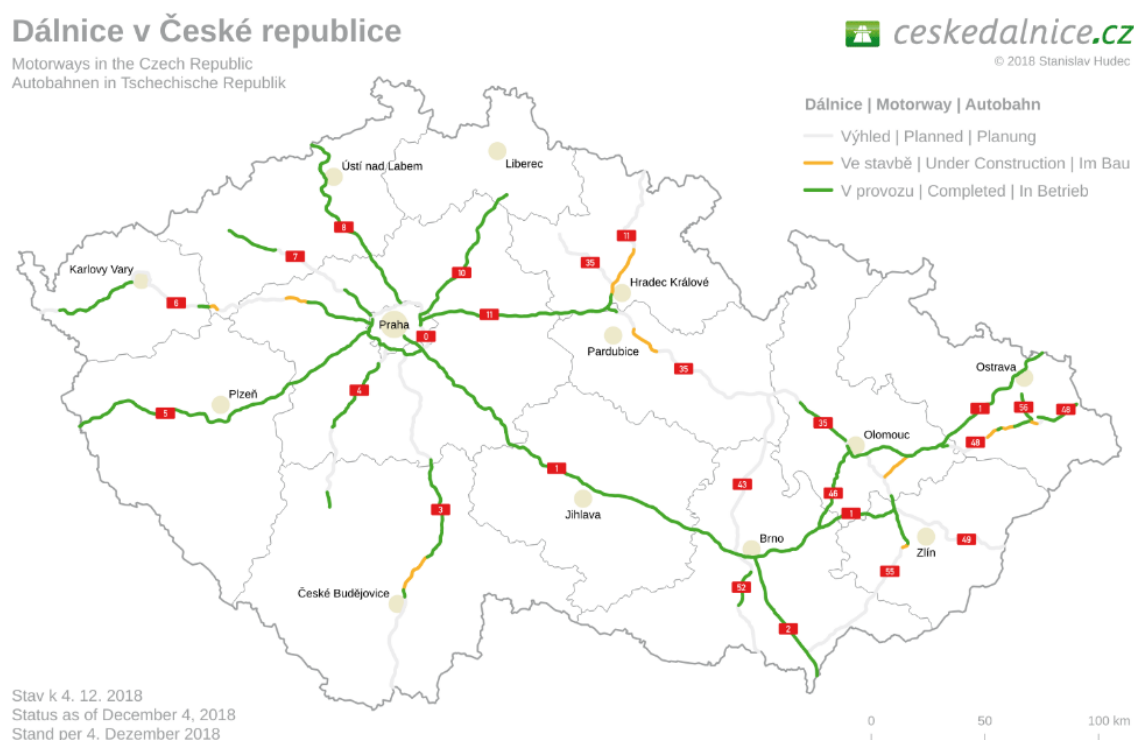 Dálnice v České republice
Motorways in the Czech Republic
Autobahnen in Tschechische Republik
ceskedalnice.cz
© 2018 Stanislav Hudec
Dálnice | Motorway | Autobahn
Výhled | Planned | Planung
Ve stavbě | Under Construction | Im Bau
V provozu | Completed | In Betrieb
Liberec
Ústí nad Labem
8
11
7
35
10
Karlovy Vary
6
Hradec Králové
11
Praha
0
Pardubice
35
Ostrava
4
Plzeň
5
1
56
48
35
Olomouc
48
1
43
46
3
Jihlava
1
Brno
Zlín
49
55
52
České Budějovice
2
Stav k 4. 12. 2018
Status as of December 4, 2018
Stand per 4. Dezember 2018
0
50
100 km